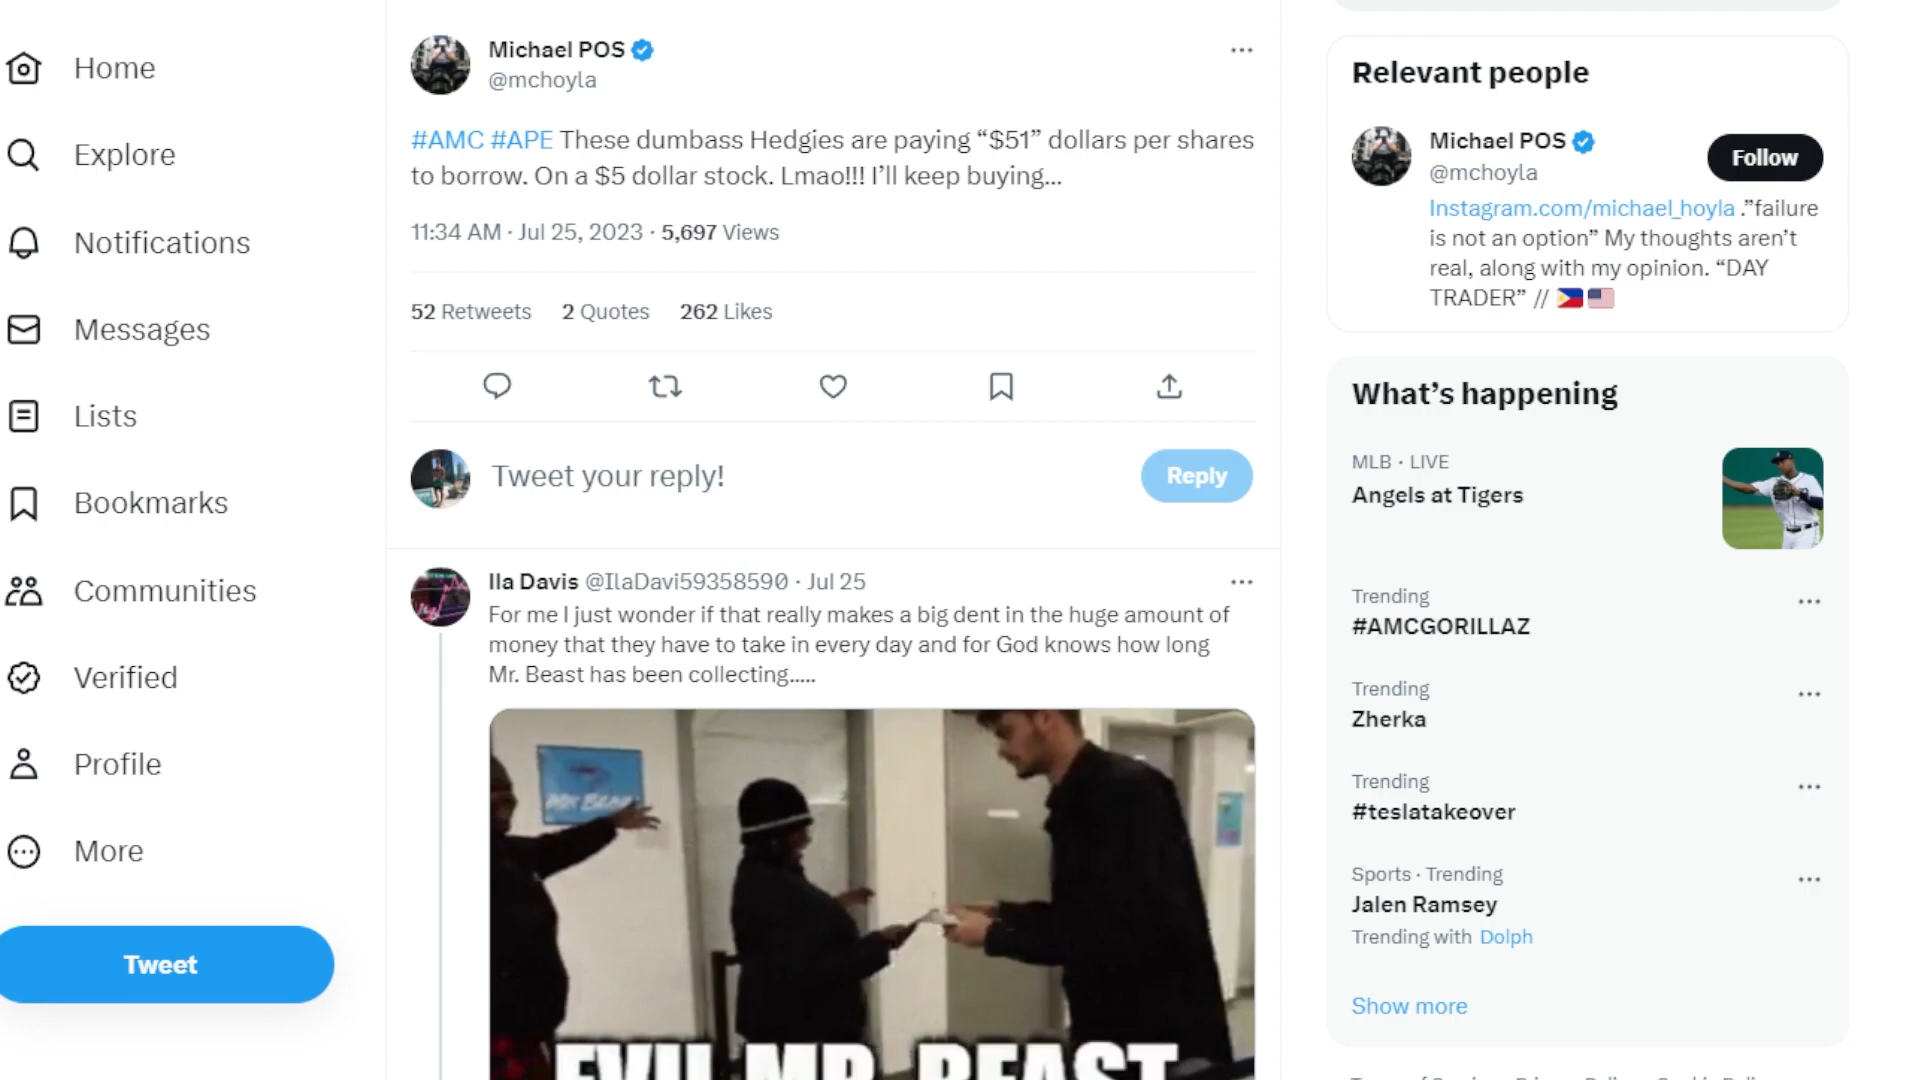 Home
Explore
Notifications
Messages
Lists
Bookmarks
Communities
Verified
Profile
More
Tweet
Michael POS
@mchoyla
#AMC #APE These dumbass Hedgies are paying “$51” dollars per shares
to borrow. On a $5 dollar stock. Lmao!!! I’ll keep buying...
11:34 AM · Jul 25, 2023 · 5,697 Views
52 Retweets 2 Quotes 262 Likes
Tweet your reply!
Reply
Ila Davis @IlaDavi59358590 · Jul 25
For me I just wonder if that really makes a big dent in the huge amount of
money that they have to take in every day and for God knows how long
Mr. Beast has been collecting.....
EVIL MR. BEAST
Relevant people
Michael POS
@mchoyla
Follow
Instagram.com/michael_hoyla .”failure
is not an option” My thoughts aren’t
real, along with my opinion. “DAY
TRADER” //
What’s happening
MLB · LIVE
Angels at Tigers
Trending
#AMCGORILLAZ
Trending
Zherka
Trending
#teslatakeover
Sports · Trending
Jalen Ramsey
Trending with Dolph
Show more